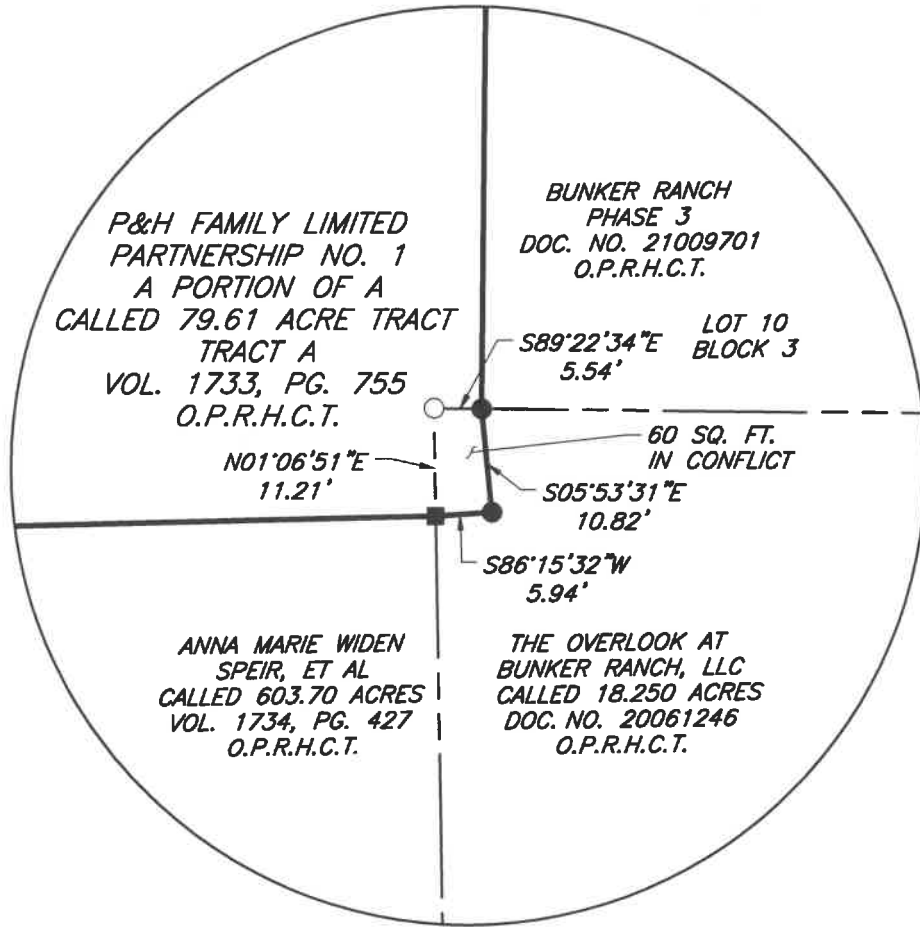 P&H FAMILY LIMITED
PARTNERSHIP NO. 1
A PORTION OF A
CALLED 79.61 ACRE TRACT
TRACT A
VOL. 1733, PG. 755
O.P.R.H.C.T.
BUNKER RANCH
PHASE 3
DOC. NO. 21009701
O.P.R.H.C.T.
LOT 10
BLOCK 3
S89°22'34"E
5.54'
60 SQ. FT.
IN CONFLICT
N01°06'51"E
11.21'
S05°53'31"E
10.82'
S86°15'32"W
5.94'
ANNA MARIE WIDEN
SPEIR, ET AL
CALLED 603.70 ACRES
VOL. 1734, PG. 427
O.P.R.H.C.T.
THE OVERLOOK AT
BUNKER RANCH, LLC
CALLED 18.250 ACRES
DOC. NO. 20061246
O.P.R.H.C.T.